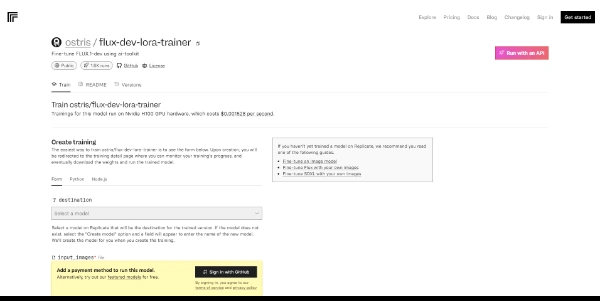 Explore Pricing Docs Blog Changelog Sign in Get started
ostris / flux-dev-lora-trainer
Fine-tune FLUX.1-dev using ai-toolkit
Public
runs GitHub License
Run with an API
Train README Versions
Train ostris/flux-dev-lora-trainer
Trainings for this model run on Nvidia H100 GPU hardware, which costs $0.001528 per second.
Create training
The easiest way to train ostris/flux-dev-lora-trainer is to use the form below. Upon creation, you will
be redirected to the training detail page where you can monitor your training's progress, and
eventually download the weights and run the trained model.
If you haven't yet trained a model on Replicate, we recommend you read
one of the following guides.
Fine-tune an image model
Fine-tune Flux with your own images
Fine-tune SDXL with your own images
Form Python Node.js
destination
Select a model
Select a model on Replicate that will be the destination for the trained version. If the model does not
exist, select the "Create model" option and a field will appear to enter the name of the new model.
We'll create the model for you when you create the training.
input_images* file
Add a payment method to run this model.
Alternatively, try out our featured models for free.
Sign in with GitHub
By signing in, you agree to our
terms of service and privacy policy